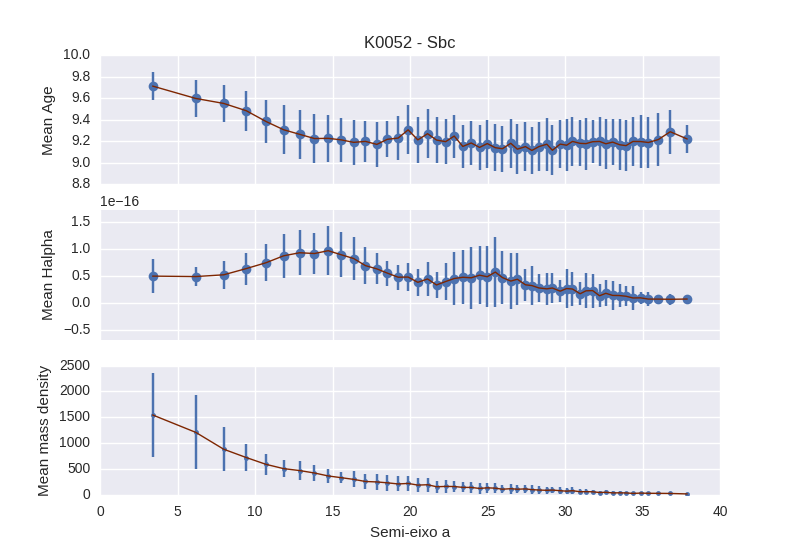 K0052 - Sbc
10.0
9.8
9.6
9.4
9.2
9.0
8.8
Mean Age
1e−16
1.5
1.0
0.5
0.0
−0.5
Mean Halpha
2500
2000
1500
1000
500
0
Mean mass density
0 5 10 15 20 25 30 35 40
Semi-eixo a